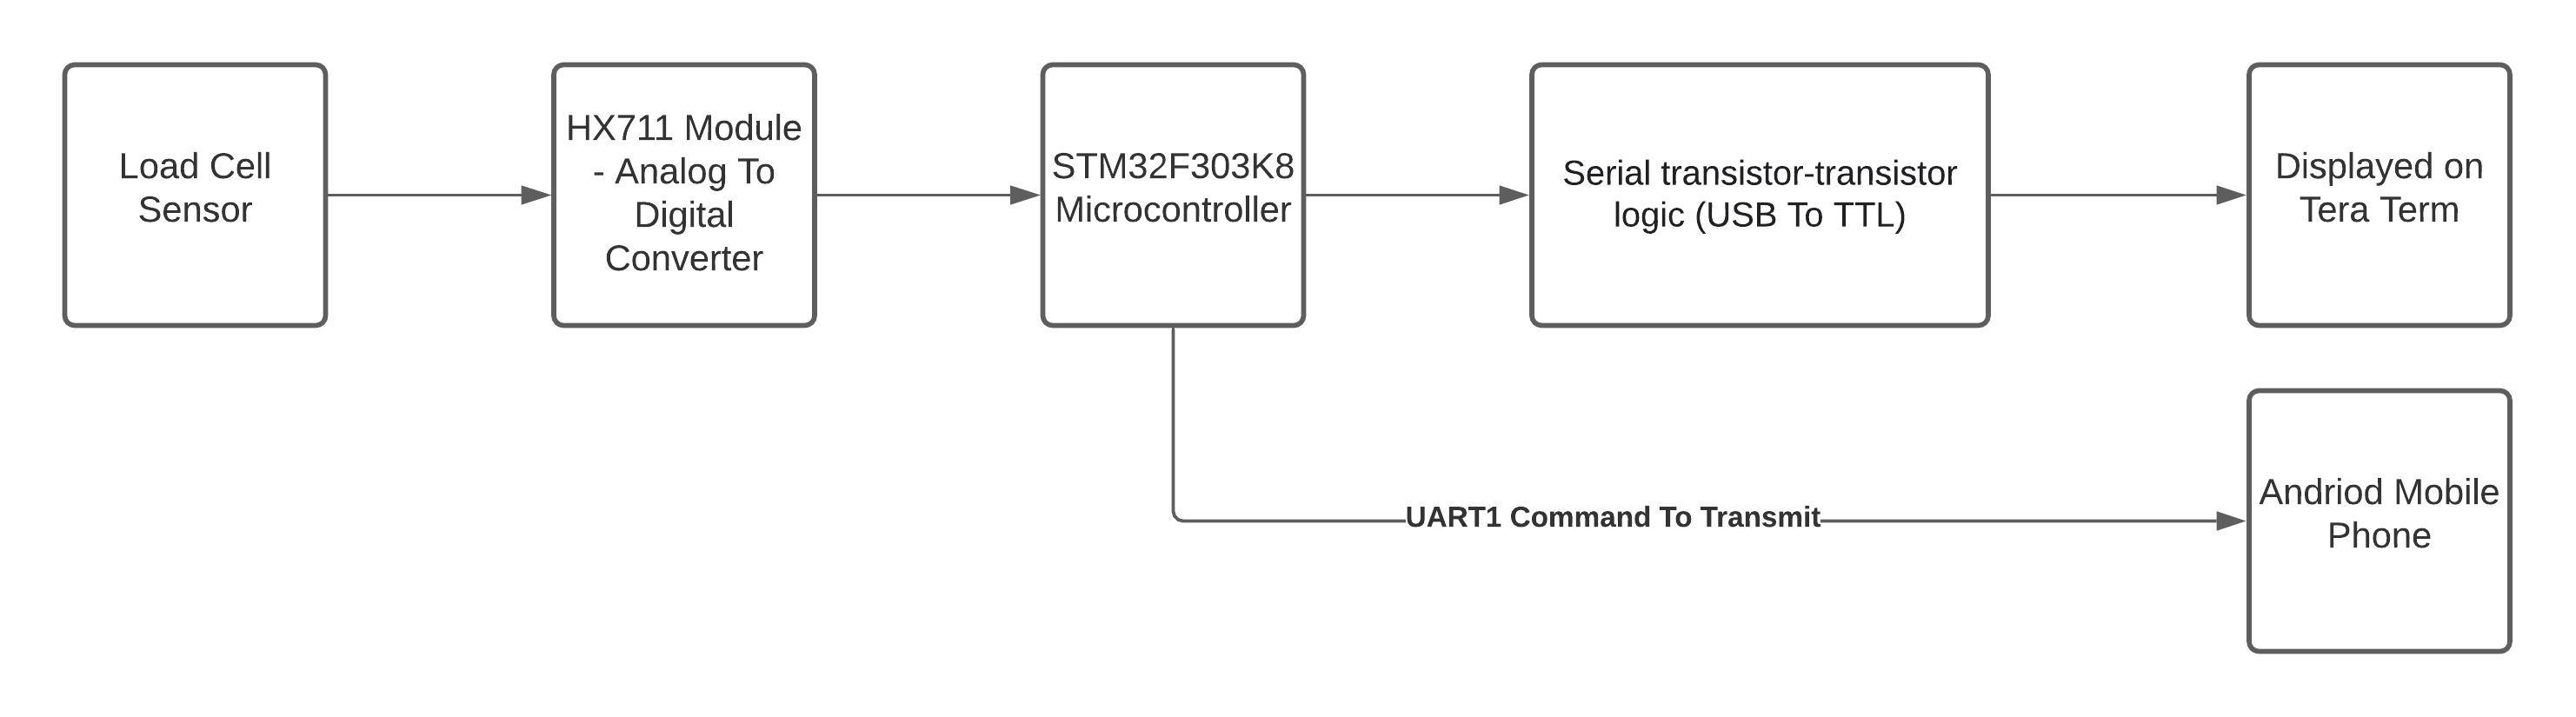 Load Cell
Sensor
HX711 Module
- Analog To
Digital
Converter
STM32F303K8
Microcontroller
Serial transistor-transistor
logic (USB To TTL)
Displayed on
Tera Term
UART1 Command To Transmit
Andriod Mobile
Phone